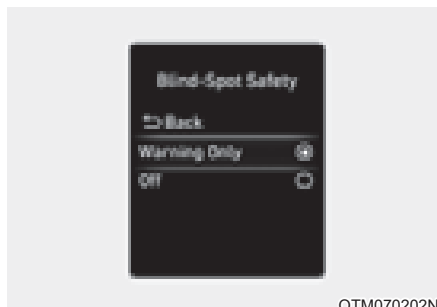 Blind-Spot Safety
Back
Warning Only
Off
OTM070202N